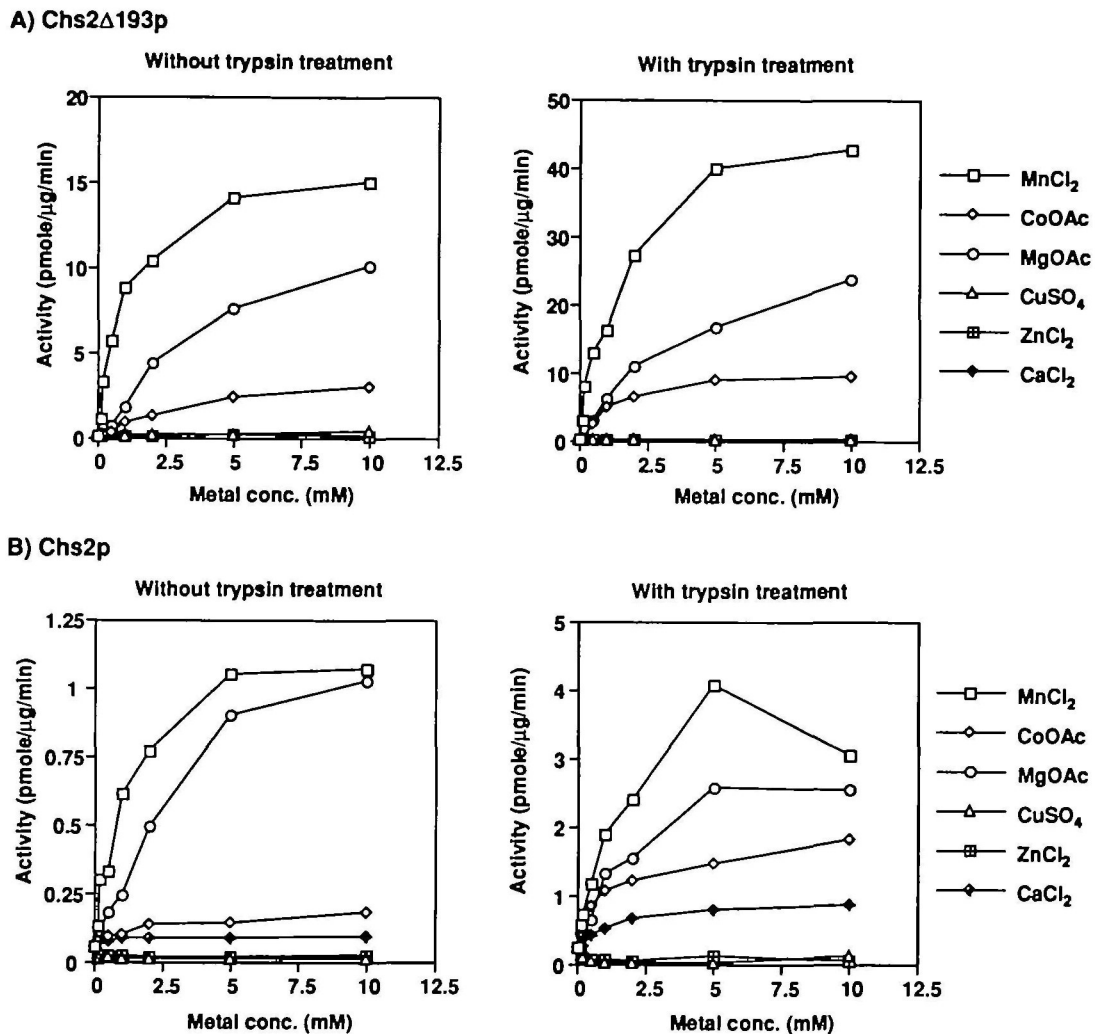 A) Chs2Δ193p
Without trypsin treatment
20
15
10
5
0
Activity (pmole/μg/min)
0 2.5 5 7.5 10 12.5
Metal conc. (mM)
With trypsin treatment
50
40
30
20
10
0
Activity (pmole/μg/min)
0 2.5 5 7.5 10 12.5
Metal conc. (mM)
MnCl₂
CoOAc
MgOAc
CuSO₄
ZnCl₂
CaCl₂
B) Chs2p
Without trypsin treatment
1.25
1
0.75
0.5
0.25
0
Activity (pmole/μg/min)
0 2.5 5 7.5 10 12.5
Metal conc. (mM)
With trypsin treatment
5
4
3
2
1
0
Activity (pmole/μg/min)
0 2.5 5 7.5 10 12.5
Metal conc. (mM)
MnCl₂
CoOAc
MgOAc
CuSO₄
ZnCl₂
CaCl₂